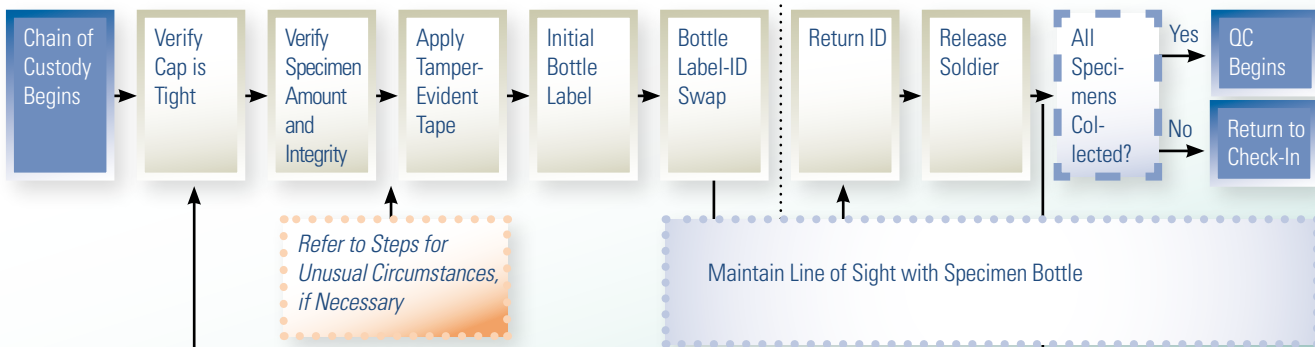 Chain of
Custody
Begins
Verify
Cap is
Tight
Verify
Specimen
Amount
and
Integrity
Apply
Tamper-
Evident
Tape
Initial
Bottle
Label
Bottle
Label-ID
Swap
Return ID
Release
Soldier
All
Speci-
mens
Col-
lected?
Yes
QC
Begins
No
Return to
Check-In
Refer to Steps for
Unusual Circumstances,
if Necessary
Maintain Line of Sight with Specimen Bottle